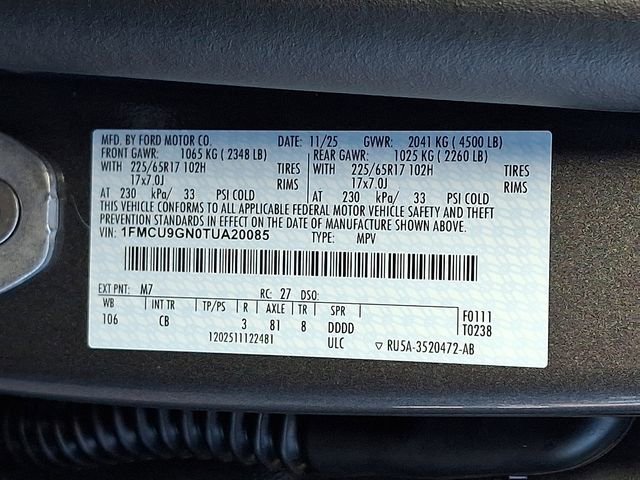 MFD. BY FORD MOTOR CO. DATE: 11/25 GVWR: 2041 KG ( 4500 LB)
FRONT GAWR: 1065 KG ( 2348 LB) REAR GAWR: 1025 KG ( 2260 LB)
WITH 225/65R17 102H TIRES WITH 225/65R17 102H TIRES
17x7.0J RIMS 17x7.0J RIMS
AT 230 kPa/ 33 PSI COLD AT 230 kPa/ 33 PSI COLD
THIS VEHICLE CONFORMS TO ALL APPLICABLE FEDERAL MOTOR VEHICLE SAFETY AND THEFT
PREVENTION STANDARDS IN EFFECT ON THE DATE OF MANUFACTURE SHOWN ABOVE.
VIN: 1FMCU9GN0TUA20085 TYPE: MPV
EXT PNT: M7 RC: 27 DSO:
WB INT TR TP/PS R AXLE TR SPR F0111
106 CB 3 81 8 DDDD T0238
1202511122481 ULC ▽ RU5A-3520472-AB